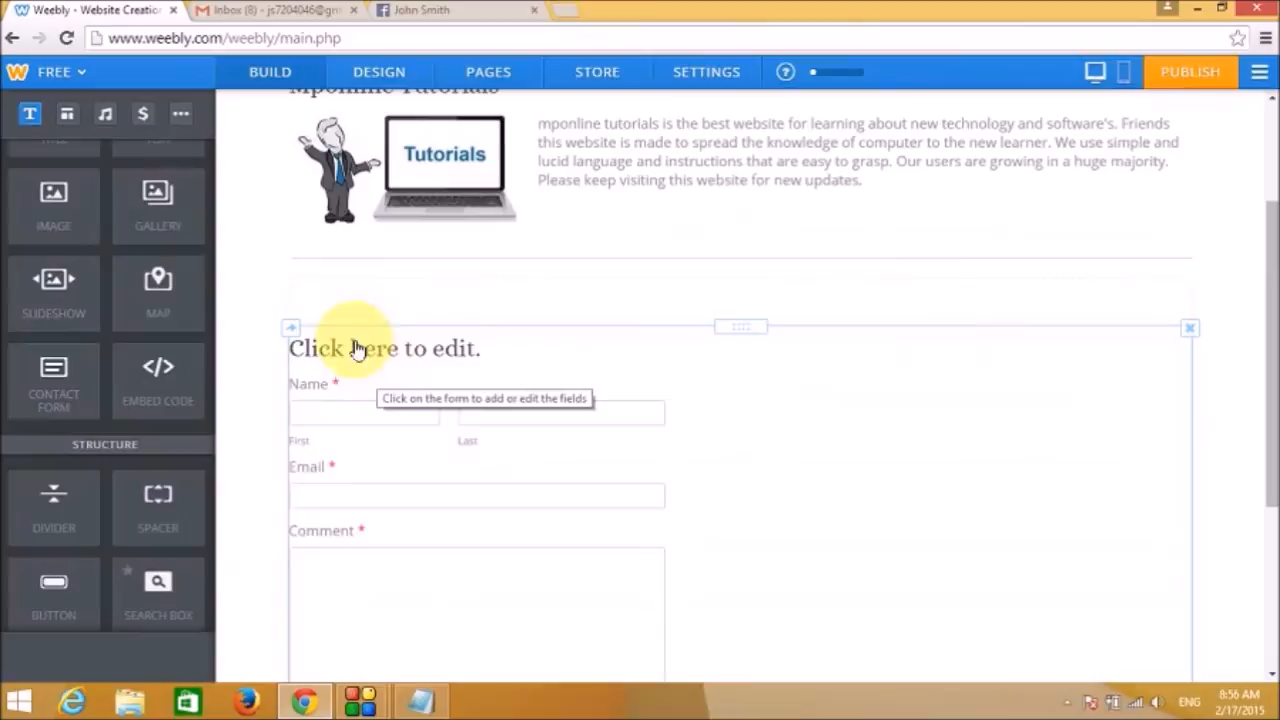 Weebly - Website Creatio
Inbox (0) - js7204046@gm
John Smith
www.weebly.com/weebly/main.php
FREE
BUILD
DESIGN
PAGES
STORE
SETTINGS
PUBLISH
Mponline Tutorials
IMAGE
GALLERY
SLIDESHOW
MAP
CONTACT
FORM
EMBED CODE
STRUCTURE
DIVIDER
SPACER
BUTTON
SEARCH BOX
Tutorials
mponline tutorials is the best website for learning about new technology and software's. Friends
this website is made to spread the knowledge of computer to the new learner. We use simple and
lucid language and instructions that are easy to grasp. Our users are growing in a huge majority.
Please keep visiting this website for new updates.
Click here to edit.
Name *
Click on the form to add or edit the fields
First
Last
Email *
Comment *
ENG
8:56 AM
2/17/2015